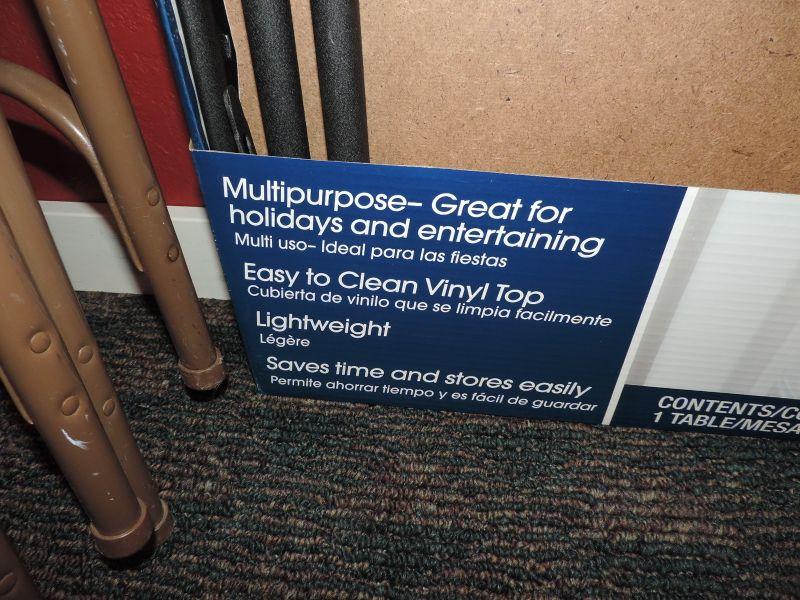 Multipurpose– Great for
holidays and entertaining
Multi uso– Ideal para las fiestas
Easy to Clean Vinyl Top
Cubierta de vinilo que se limpia facilmente
Lightweight
Légère
Saves time and stores easily
Permite ahorrar tiempo y es fácil de guardar
CONTENTS/CO
1 TABLE/MESA